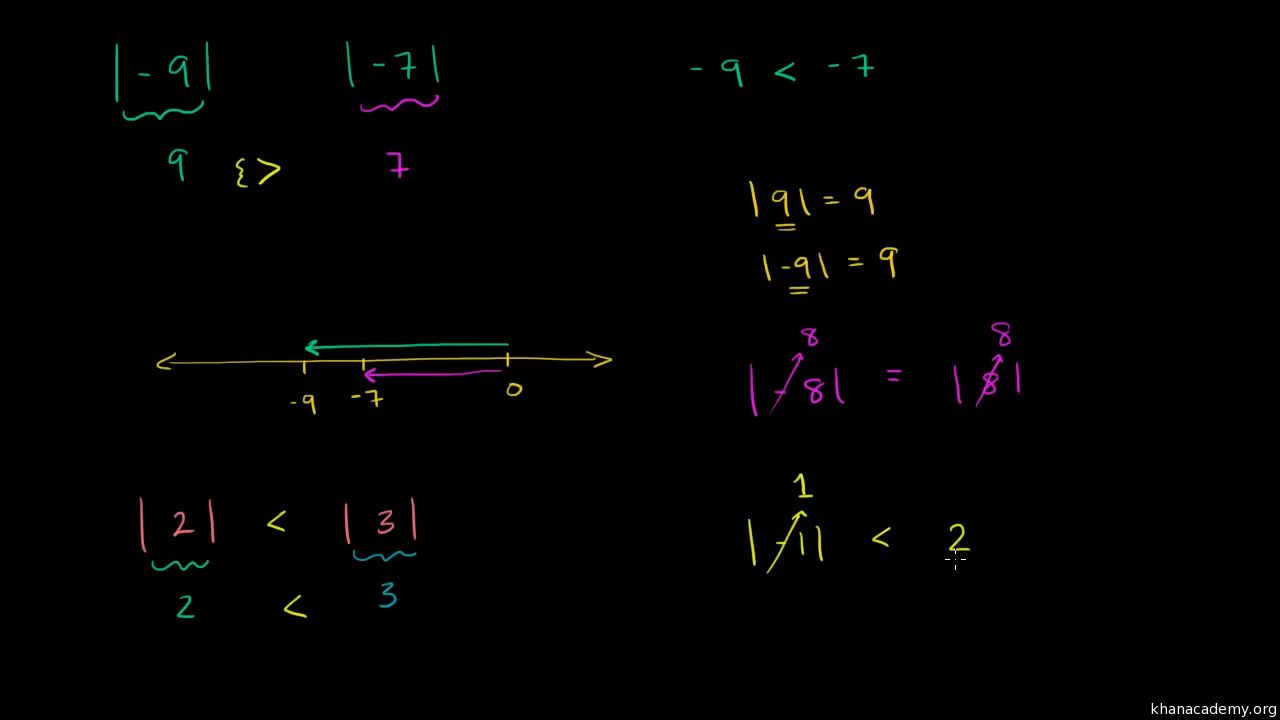 |-9| |-7|
9 > 7
-9 -7 0
|2| < |3|
2 < 3
-9 < -7
|9| = 9
|-9| = 9
8 8
|-8| = |8|
1
|-1| < 2
khanacademy.org